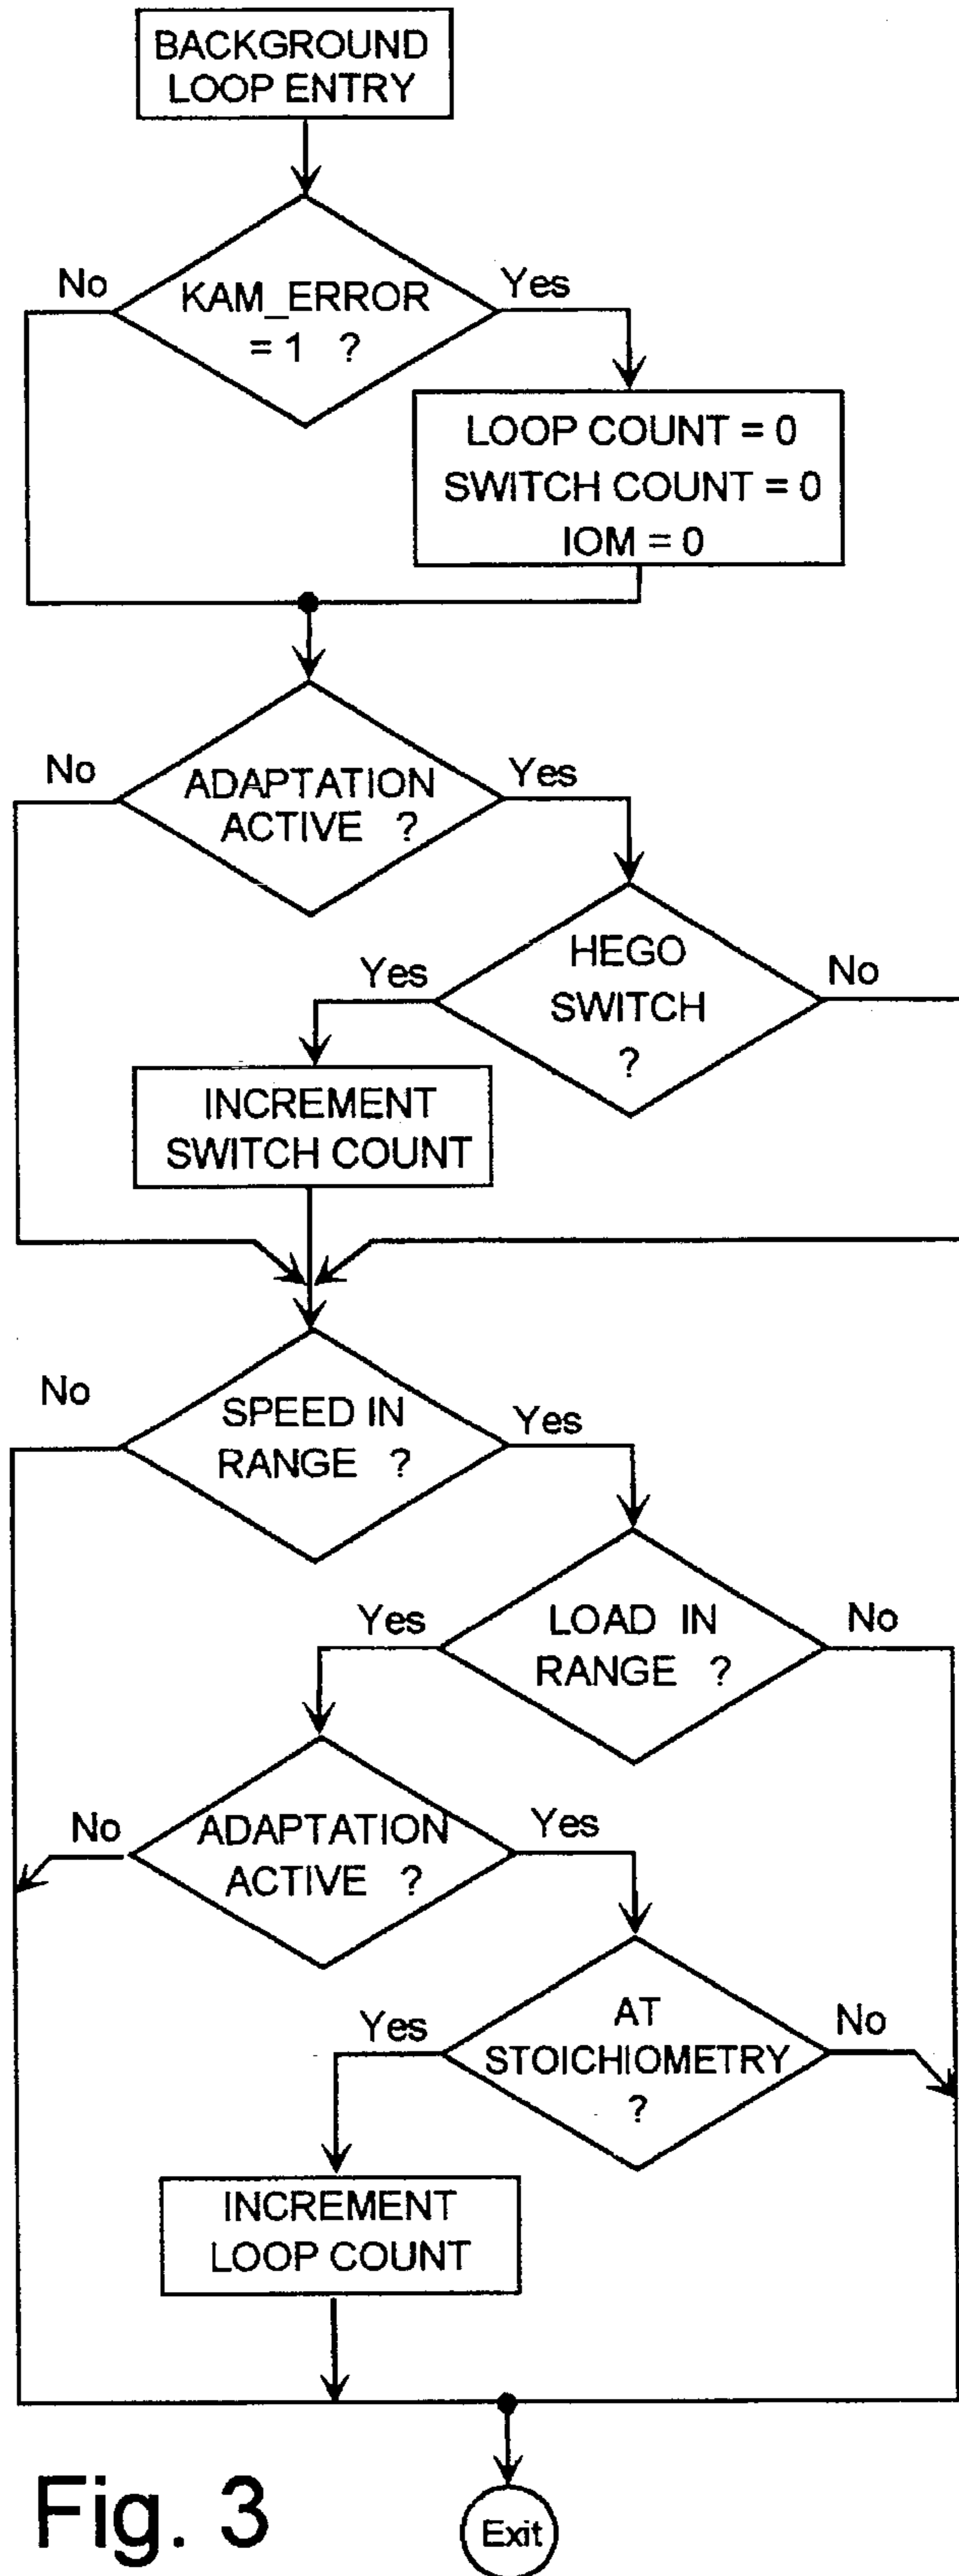 BACKGROUND
LOOP ENTRY
No
Yes
KAM_ERROR
= 1 ?
LOOP COUNT = 0
SWITCH COUNT = 0
IOM = 0
No
Yes
ADAPTATION
ACTIVE ?
HEGO
SWITCH
?
Yes
No
INCREMENT
SWITCH COUNT
No
Yes
SPEED IN
RANGE ?
Yes
No
LOAD IN
RANGE ?
No
Yes
ADAPTATION
ACTIVE ?
Yes
No
AT
STOICHIOMETRY
?
INCREMENT
LOOP COUNT
Fig. 3
Exit